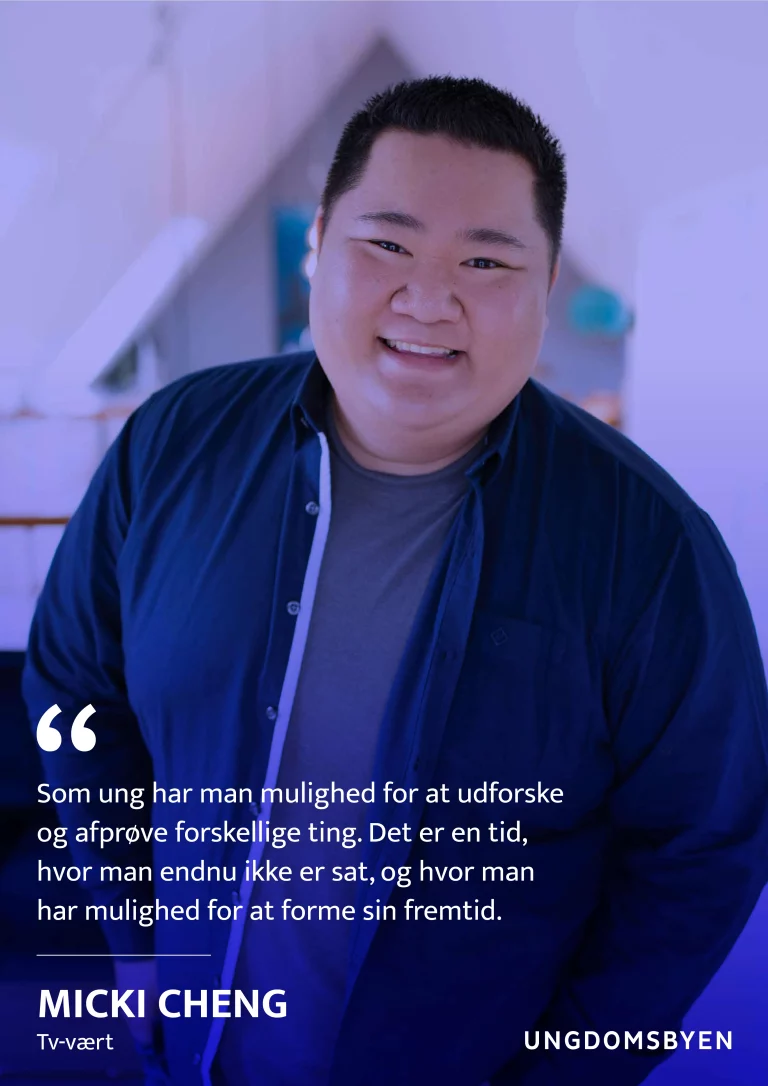 “
Som ung har man mulighed for at udforske
og afprøve forskellige ting. Det er en tid,
hvor man endnu ikke er sat, og hvor man
har mulighed for at forme sin fremtid.
MICKI CHENG
Tv-vært
UNGDOMSBYEN